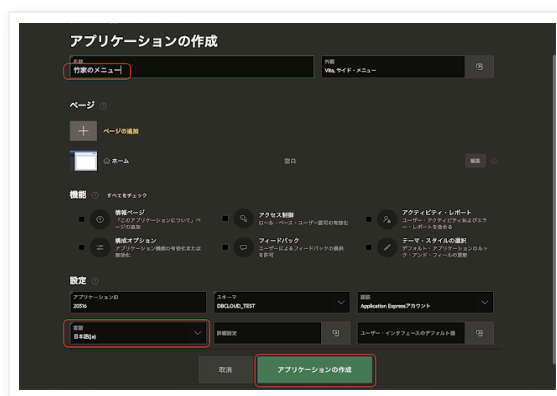 アプリケーションの作成
名前
竹家のメニュー
外観
Vita, サイド・メニュー
ページ
ページの追加
ホーム
空白
編集
機能
すべてをチェック
情報ページ
「このアプリケーションについて」ページの追加
アクセス制御
ロール・ベース・ユーザー認可の有効化
アクティビティ・レポート
ユーザー・アクティビティおよびエラー・レポートを含める
構成オプション
アプリケーション機能の有効化または無効化
フィードバック
ユーザーによるフィードバックの提供を許可
テーマ・スタイルの選択
デフォルト・アプリケーションのルック・アンド・フィールの更新
設定
アプリケーションID
20516
スキーマ
DBCLOUD_TEST
認証
Application Expressアカウント
言語
日本語(ja)
詳細設定
ユーザー・インタフェースのデフォルト値
取消
アプリケーションの作成